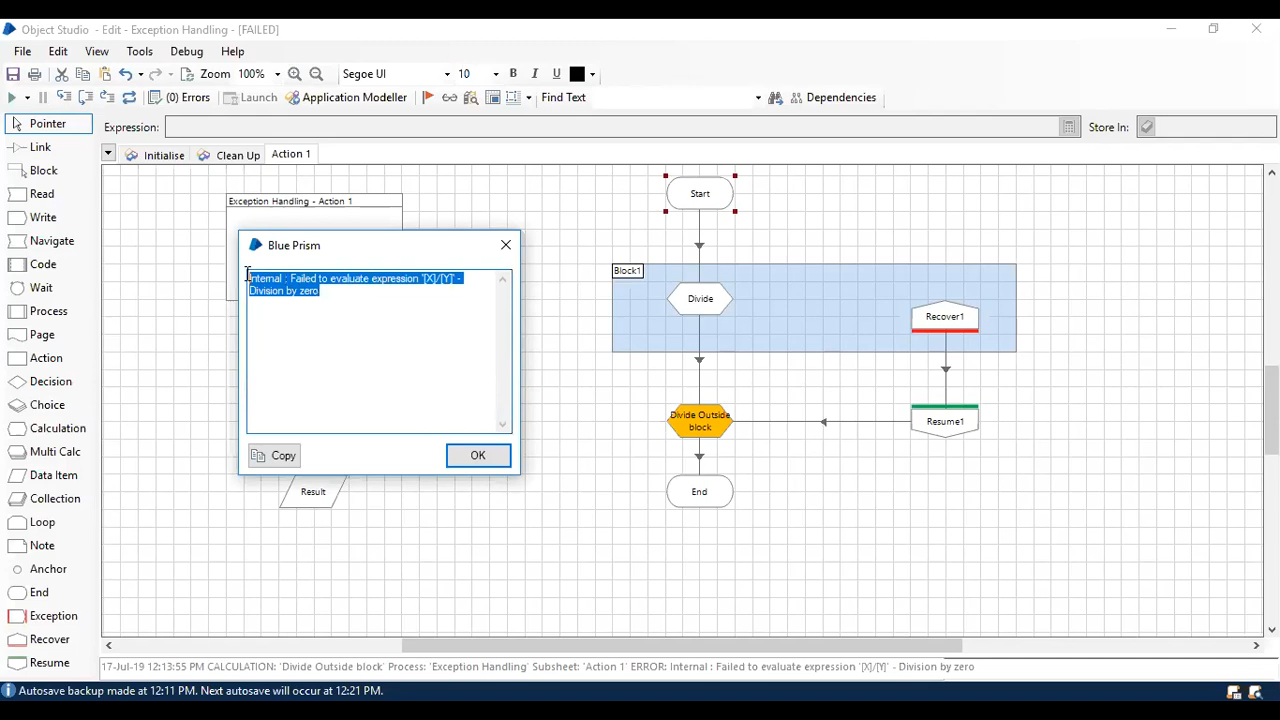 Object Studio - Edit - Exception Handling - [FAILED]
File Edit View Tools Debug Help
Zoom 100% Segoe UI 10 B I U
(0) Errors Launch Application Modeller Find Text Dependencies
Pointer
Expression: Store In:
Link
Initialise Clean Up Action 1
Block
Read
Write
Navigate
Code
Wait
Process
Page
Action
Decision
Choice
Calculation
Multi Calc
Data Item
Collection
Loop
Note
Anchor
End
Exception
Recover
Resume
Exception Handling - Action 1
Blue Prism
Internal : Failed to evaluate expression '[X]/[Y]' -
Division by zero
Copy OK
Result
Start
Block1
Divide
Recover1
Divide Outside
block
Resume1
End
17-Jul-19 12:13:55 PM CALCULATION: 'Divide Outside block' Process: 'Exception Handling' Subsheet: 'Action 1' ERROR: Internal : Failed to evaluate expression '[X]/[Y]' - Division by zero
Autosave backup made at 12:11 PM. Next autosave will occur at 12:21 PM.